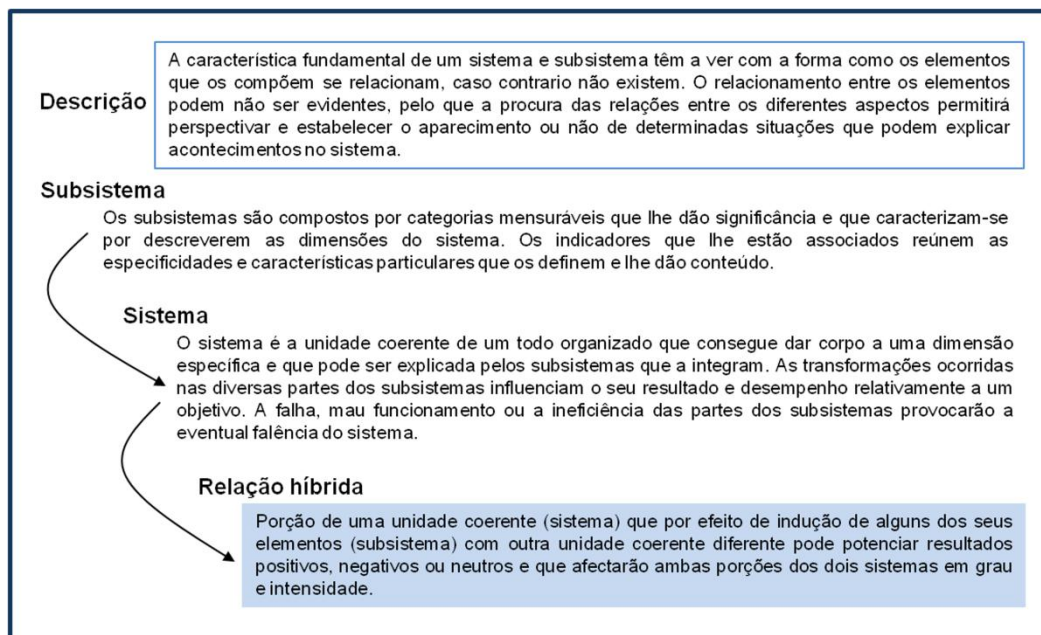 A característica fundamental de um sistema e subsistema têm a ver com a forma como os elementos
que os compõem se relacionam, caso contrario não existem. O relacionamento entre os elementos
Descrição
podem não ser evidentes, pelo que a procura das relações entre os diferentes aspectos permitirá
perspectivar e estabelecer o aparecimento ou não de determinadas situações que podem explicar
acontecimentos no sistema.
Subsistema
Os subsistemas são compostos por categorias mensuráveis que lhe dão significância e que caracterizam-se
por descreverem as dimensões do sistema. Os indicadores que lhe estão associados reúnem as
especificidades e características particulares que os definem e lhe dão conteúdo.
Sistema
O sistema é a unidade coerente de um todo organizado que consegue dar corpo a uma dimensão
específica e que pode ser explicada pelos subsistemas que a integram. As transformações ocorridas
nas diversas partes dos subsistemas influenciam o seu resultado e desempenho relativamente a um
objetivo. A falha, mau funcionamento ou a ineficiência das partes dos subsistemas provocarão a
eventual falência do sistema.
Relação híbrida
Porção de uma unidade coerente (sistema) que por efeito de indução de alguns dos seus
elementos (subsistema) com outra unidade coerente diferente pode potenciar resultados
positivos, negativos ou neutros e que afectarão ambas porções dos dois sistemas em grau
e intensidade.